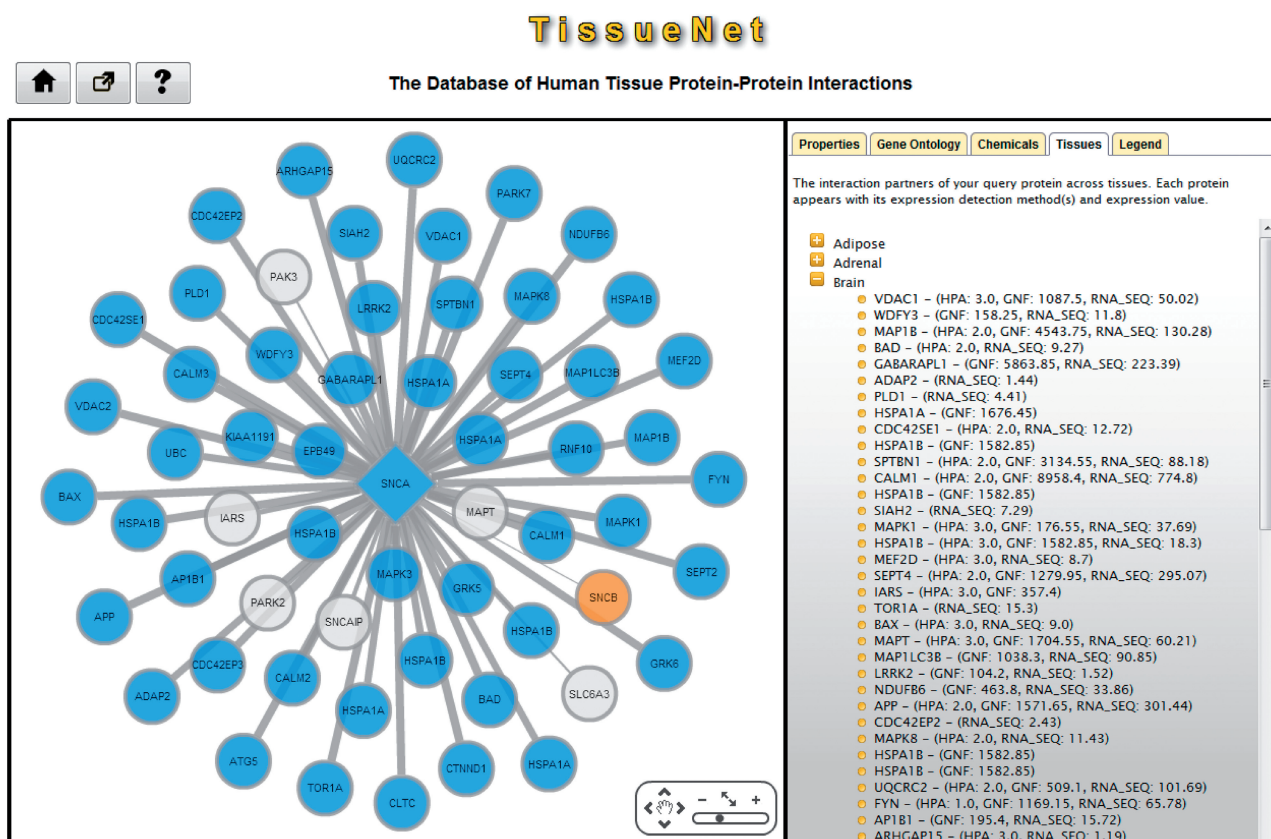 TissueNet
?
The Database of Human Tissue Protein-Protein Interactions
UQCRC2
ARHGAP15
PARK7
CDC42EP2
SIAH2
VDAC1
NDUFB6
PAK3
PLD1
LRRK2
SPTBN1
MAPK8
HSPA1B
CDC42SE1
WDFY3
CALM3
GABARAPL1
HSPA1A
SEPT4
MAP1LC3B
MEF2D
VDAC2
KIAA1191
UBC
EPB49
HSPA1A
RNF10
MAP1B
SNCA
FYN
BAX
HSPA1B
IARS
HSPA1B
MAPT
CALM1
MAPK1
AP1B1
MAPK3
GRK5
SEPT2
APP
PARK2
SNCAIP
SNCB
HSPA1B
CDC42EP3
HSPA1B
GRK6
ADAP2
CALM2
HSPA1A
BAD
SLC6A3
ATG5
TOR1A
CLTC
CTNND1
HSPA1A
− +
Properties Gene Ontology Chemicals Tissues Legend
The interaction partners of your query protein across tissues. Each protein
appears with its expression detection method(s) and expression value.
Adipose
Adrenal
Brain
VDAC1 – (HPA: 3.0, GNF: 1087.5, RNA_SEQ: 50.02)
WDFY3 – (GNF: 158.25, RNA_SEQ: 11.8)
MAP1B – (HPA: 2.0, GNF: 4543.75, RNA_SEQ: 130.28)
BAD – (HPA: 2.0, RNA_SEQ: 9.27)
GABARAPL1 – (GNF: 5863.85, RNA_SEQ: 223.39)
ADAP2 – (RNA_SEQ: 1.44)
PLD1 – (RNA_SEQ: 4.41)
HSPA1A – (GNF: 1676.45)
CDC42SE1 – (HPA: 2.0, RNA_SEQ: 12.72)
HSPA1B – (GNF: 1582.85)
SPTBN1 – (HPA: 2.0, GNF: 3134.55, RNA_SEQ: 88.18)
CALM1 – (HPA: 2.0, GNF: 8958.4, RNA_SEQ: 774.8)
HSPA1B – (GNF: 1582.85)
SIAH2 – (RNA_SEQ: 7.29)
MAPK1 – (HPA: 3.0, GNF: 176.55, RNA_SEQ: 37.69)
HSPA1B – (HPA: 3.0, GNF: 1582.85, RNA_SEQ: 18.3)
MEF2D – (HPA: 3.0, RNA_SEQ: 8.7)
SEPT4 – (HPA: 2.0, GNF: 1279.95, RNA_SEQ: 295.07)
IARS – (HPA: 3.0, GNF: 357.4)
TOR1A – (RNA_SEQ: 15.3)
BAX – (HPA: 3.0, RNA_SEQ: 9.0)
MAPT – (HPA: 3.0, GNF: 1704.55, RNA_SEQ: 60.21)
MAP1LC3B – (GNF: 1038.3, RNA_SEQ: 90.85)
LRRK2 – (GNF: 104.2, RNA_SEQ: 1.52)
NDUFB6 – (GNF: 463.8, RNA_SEQ: 33.86)
APP – (HPA: 2.0, GNF: 1571.65, RNA_SEQ: 301.44)
CDC42EP2 – (RNA_SEQ: 2.43)
MAPK8 – (HPA: 2.0, RNA_SEQ: 11.43)
HSPA1B – (GNF: 1582.85)
HSPA1B – (GNF: 1582.85)
UQCRC2 – (HPA: 2.0, GNF: 509.1, RNA_SEQ: 101.69)
FYN – (HPA: 1.0, GNF: 1169.15, RNA_SEQ: 65.78)
AP1B1 – (GNF: 195.4, RNA_SEQ: 15.72)
ARHGAP15 – (HPA: 3.0, RNA_SEQ: 1.19)